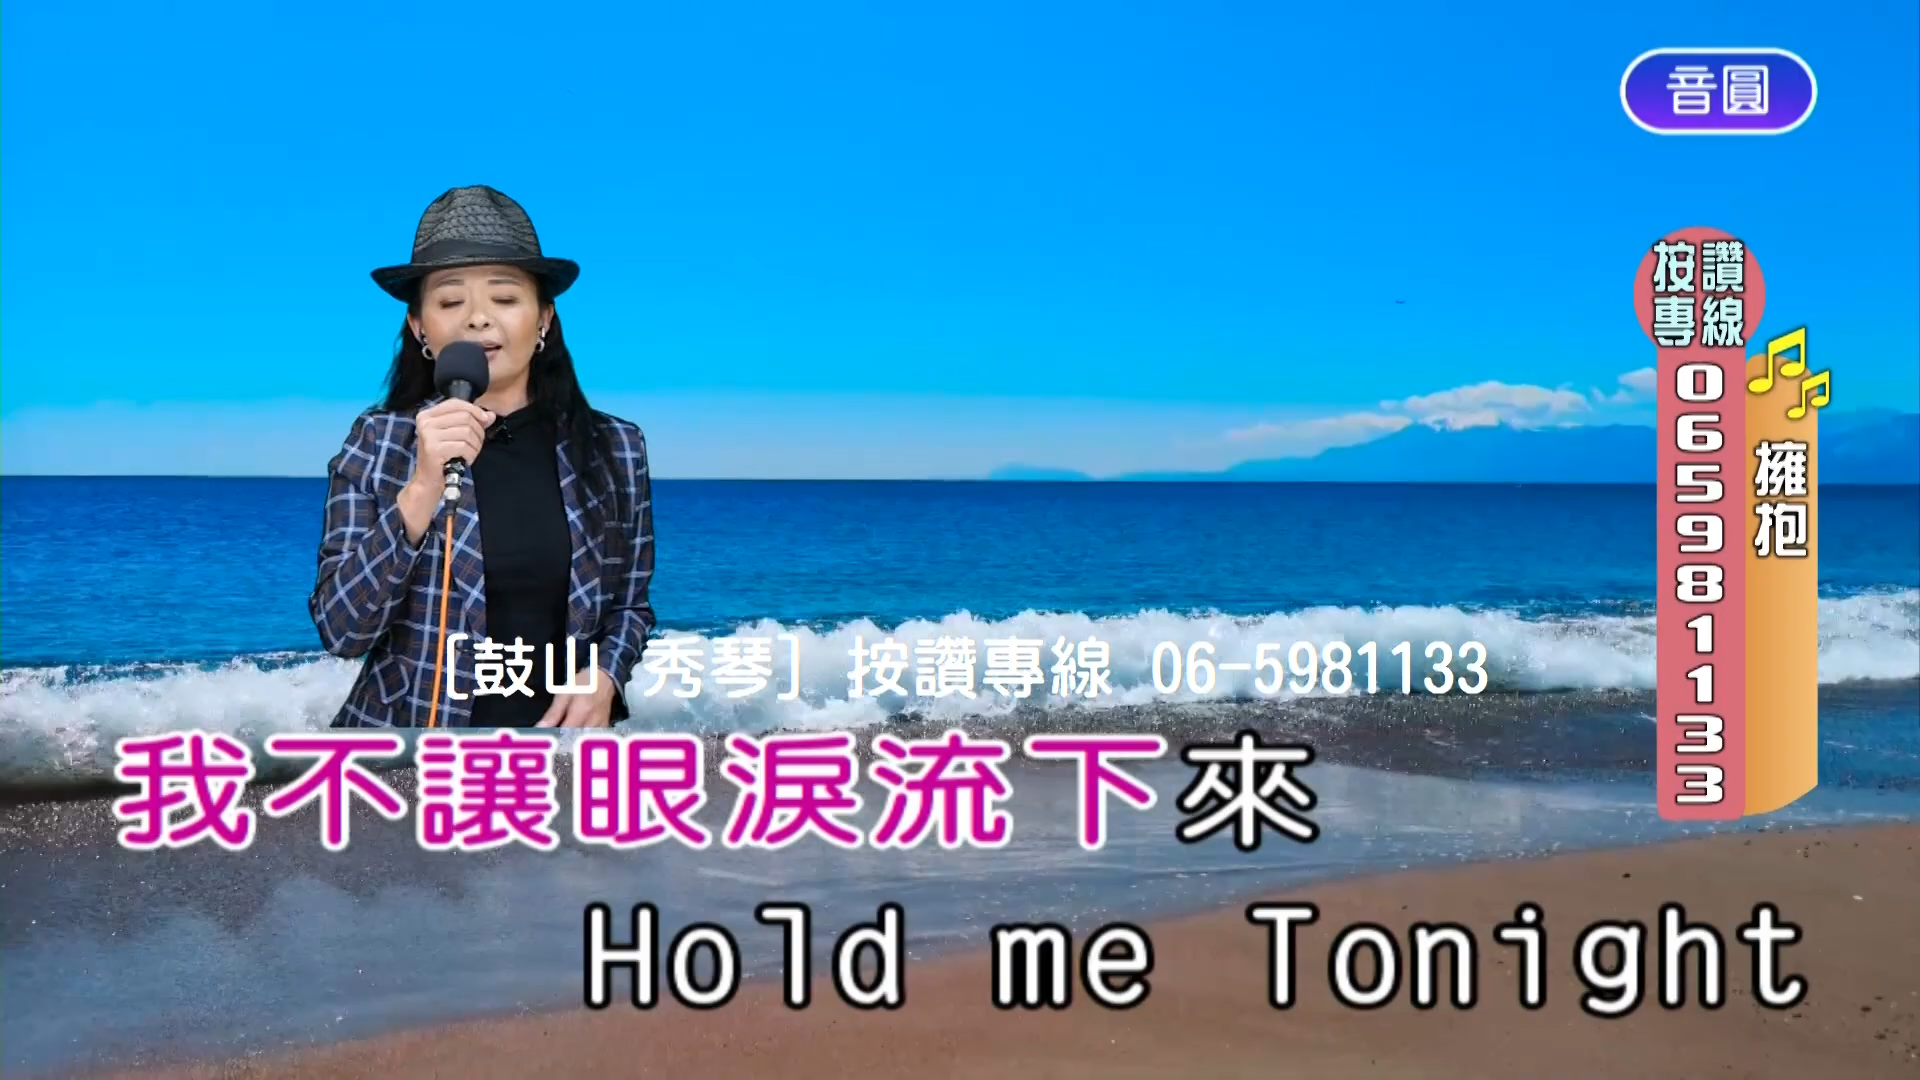 音圓
按讚
專線
0659811133
擁抱
[鼓山 秀琴] 按讚專線 06-5981133
我不讓眼淚流下來
Hold me Tonight